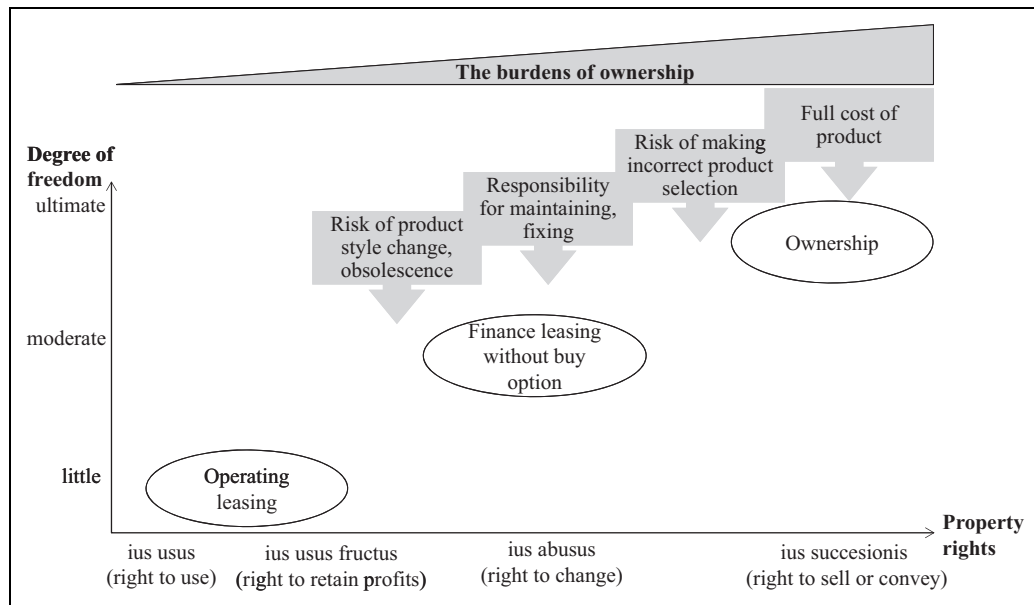 The burdens of ownership
Full cost of
product
Risk of making
incorrect product
selection
Responsibility
for maintaining,
fixing
Risk of product
style change,
obsolescence
Degree of
freedom
ultimate
moderate
little
Ownership
Finance leasing
without buy
option
Operating
leasing
ius usus
(right to use)
ius usus fructus
(right to retain profits)
ius abusus
(right to change)
ius succesionis
(right to sell or convey)
Property
rights